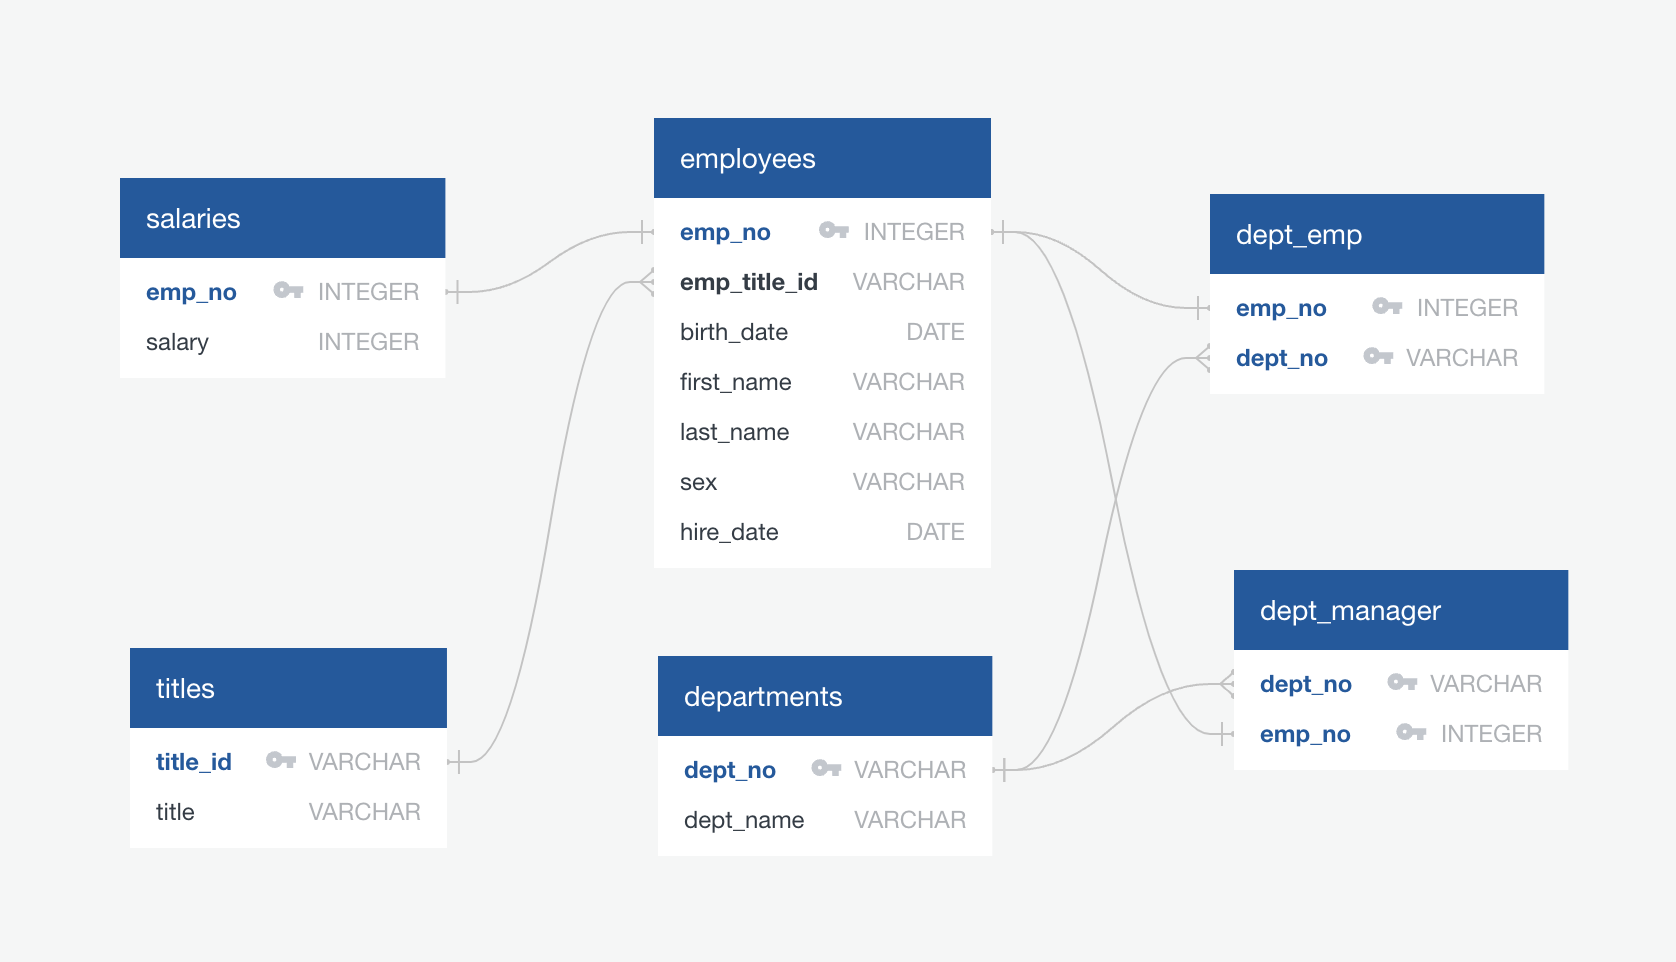 salaries
emp_no INTEGER
salary INTEGER
employees
emp_no INTEGER
emp_title_id VARCHAR
birth_date DATE
first_name VARCHAR
last_name VARCHAR
sex VARCHAR
hire_date DATE
dept_emp
emp_no INTEGER
dept_no VARCHAR
titles
title_id VARCHAR
title VARCHAR
departments
dept_no VARCHAR
dept_name VARCHAR
dept_manager
dept_no VARCHAR
emp_no INTEGER